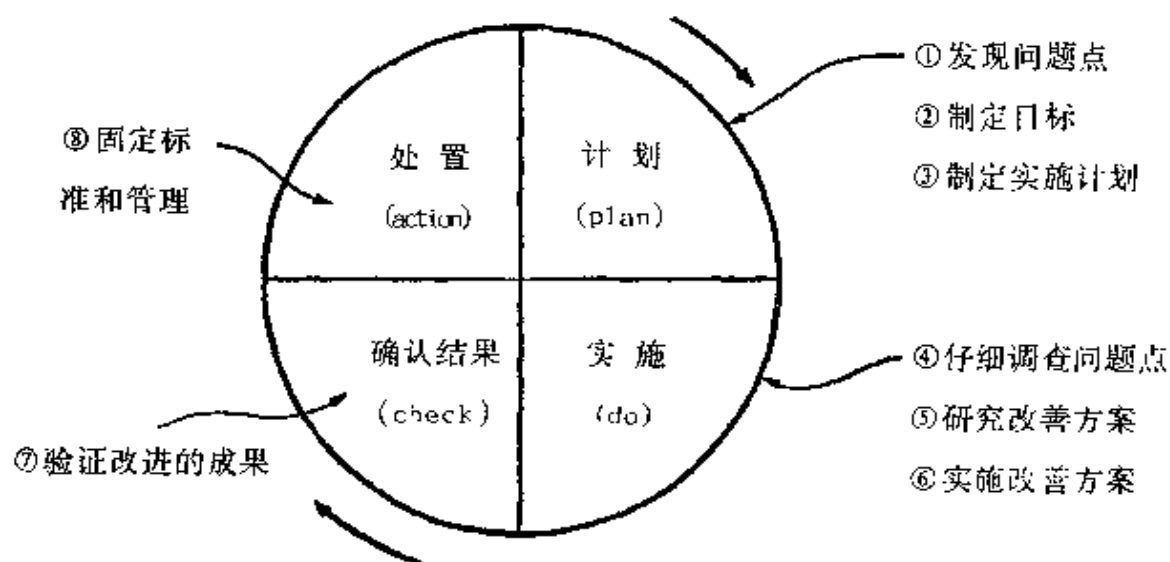 ①发现问题点
②制定目标
③制定实施计划
⑧固定标
准和管理
处置
(action)
计划
(plan)
确认结果
(check)
实施
(do)
④仔细调查问题点
⑤研究改善方案
⑥实施改善方案
⑦验证改进的成果